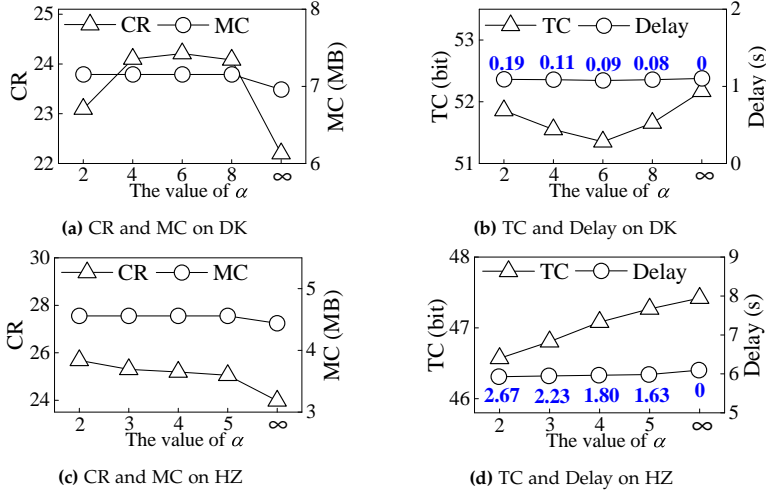 25
24
23
22
CR
CR
MC
8
7
6
MC (MB)
2
4
6
8
∞
The value of α
(a) CR and MC on DK
53
52
51
TC (bit)
TC
Delay
0.19
0.11
0.09
0.08
0
2
1
0
Delay (s)
2
4
6
8
∞
The value of α
(b) TC and Delay on DK
30
28
26
24
CR
CR
MC
5
4
3
MC (MB)
2
3
4
5
∞
The value of α
(c) CR and MC on HZ
48
47
46
TC (bit)
TC
Delay
2.67
2.23
1.80
1.63
0
9
8
7
6
5
Delay (s)
2
3
4
5
∞
The value of α
(d) TC and Delay on HZ